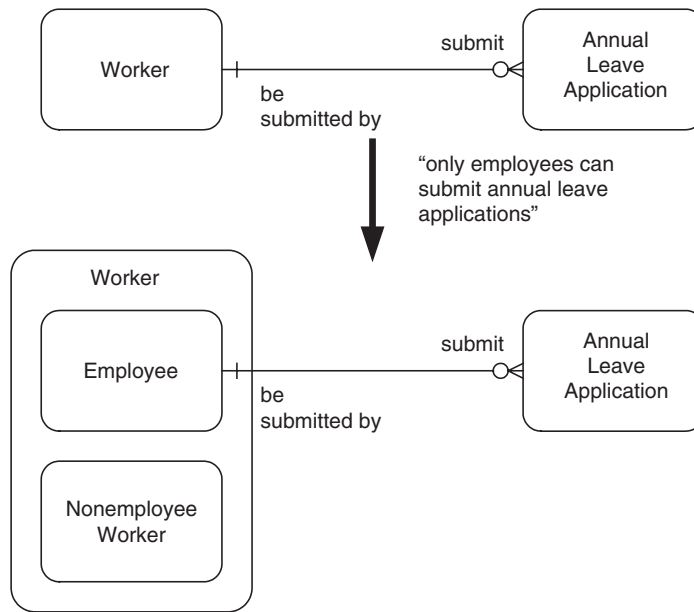 submit
Annual
Leave
Application
Worker
be
submitted by
“only employees can
submit annual leave
applications”
Worker
Employee
submit
Annual
Leave
Application
be
submitted by
Nonemployee
Worker